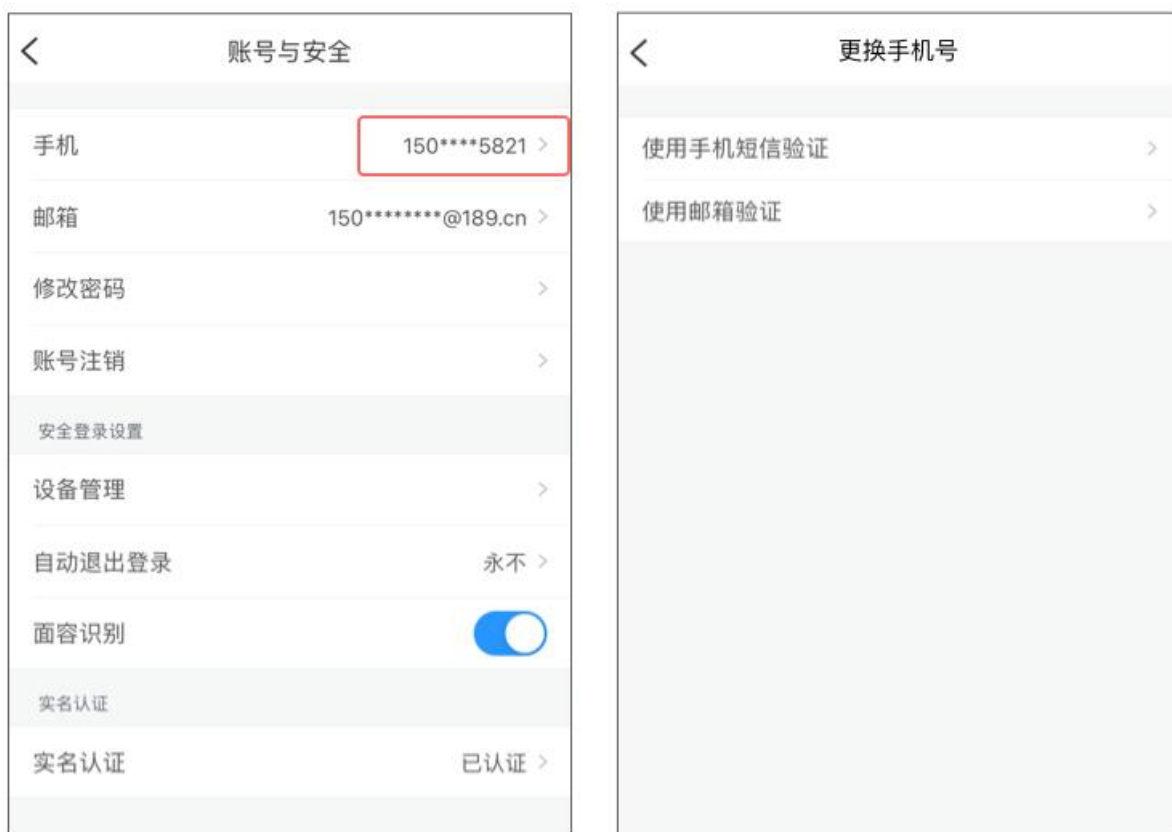 账号与安全
手机
150****5821
邮箱
150********@189.cn
修改密码
账号注销
安全登录设置
设备管理
自动退出登录
永不
面容识别
实名认证
实名认证
已认证
更换手机号
使用手机短信验证
使用邮箱验证